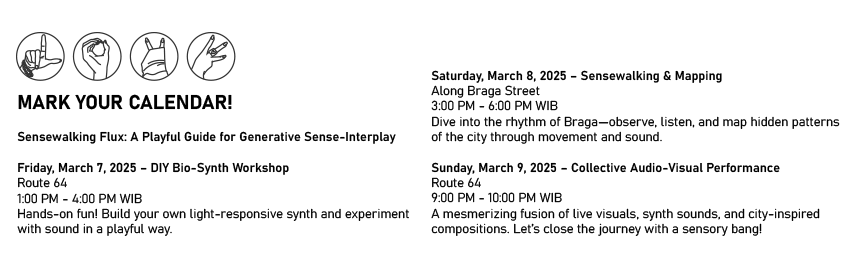 MARK YOUR CALENDAR!
Sensewalking Flux: A Playful Guide for Generative Sense-Interplay
Friday, March 7, 2025 – DIY Bio-Synth Workshop
Route 64
1:00 PM - 4:00 PM WIB
Hands-on fun! Build your own light-responsive synth and experiment
with sound in a playful way.
Saturday, March 8, 2025 – Sensewalking & Mapping
Along Braga Street
3:00 PM - 6:00 PM WIB
Dive into the rhythm of Braga—observe, listen, and map hidden patterns
of the city through movement and sound.
Sunday, March 9, 2025 – Collective Audio-Visual Performance
Route 64
9:00 PM - 10:00 PM WIB
A mesmerizing fusion of live visuals, synth sounds, and city-inspired
compositions. Let's close the journey with a sensory bang!